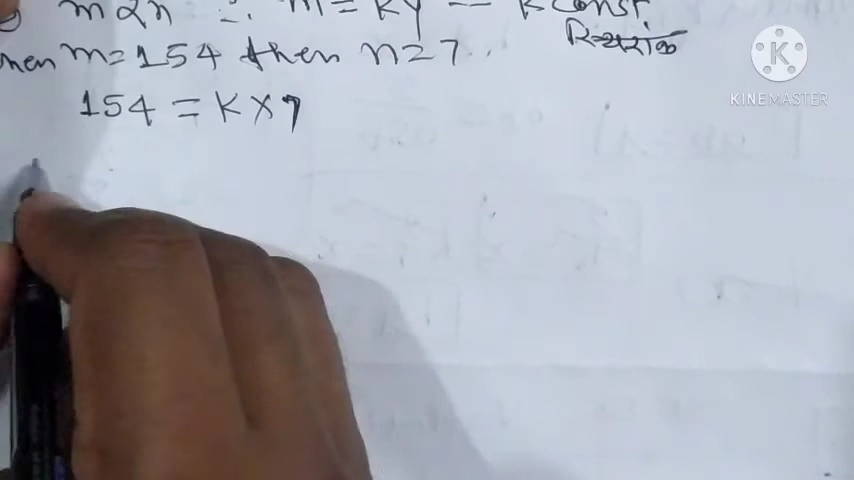 m ∝ n ∴ m = ky — k const.
when m = 154 then n = 7.
स्थिरांक
154 = k × 7
KINEMASTER